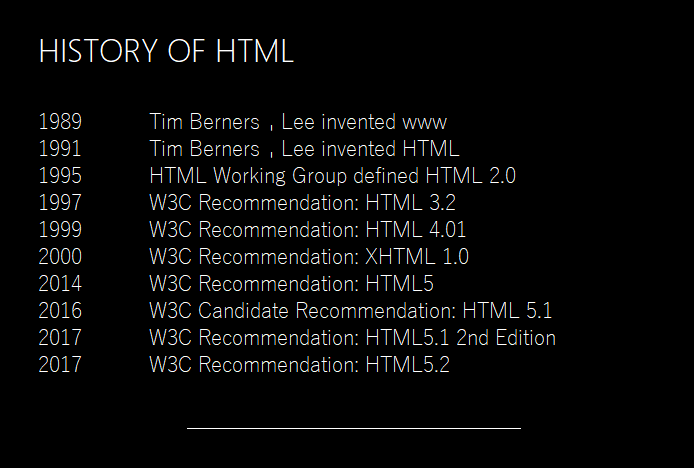 HISTORY OF HTML
1989 Tim Berners , Lee invented www
1991 Tim Berners , Lee invented HTML
1995 HTML Working Group defined HTML 2.0
1997 W3C Recommendation: HTML 3.2
1999 W3C Recommendation: HTML 4.01
2000 W3C Recommendation: XHTML 1.0
2014 W3C Recommendation: HTML5
2016 W3C Candidate Recommendation: HTML 5.1
2017 W3C Recommendation: HTML5.1 2nd Edition
2017 W3C Recommendation: HTML5.2